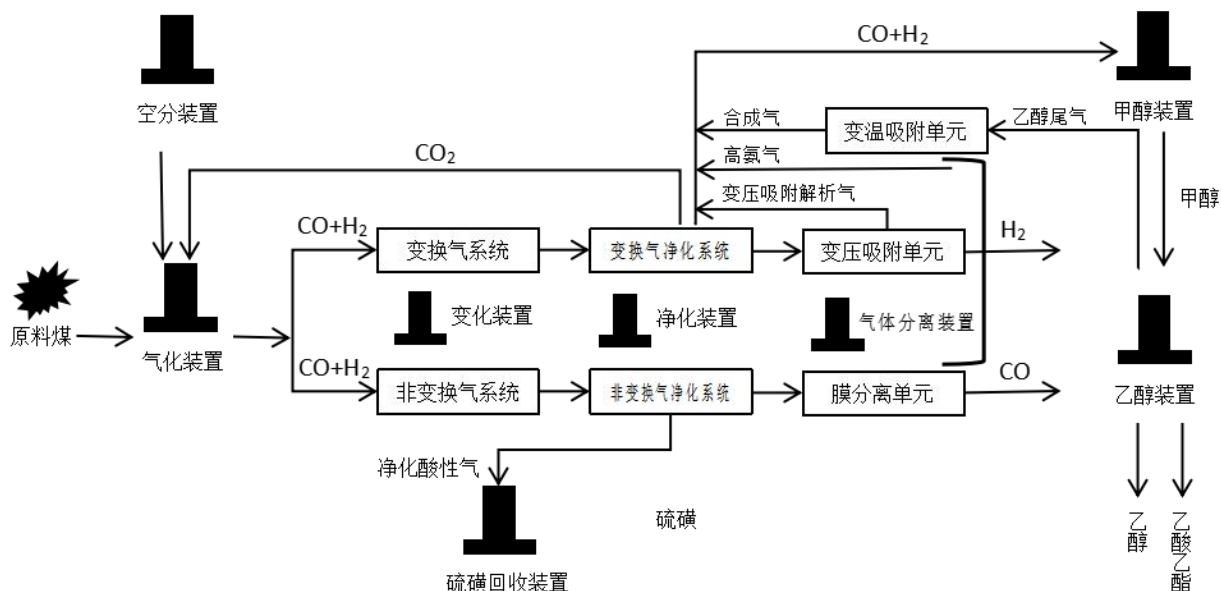 CO+H₂
空分装置
甲醇装置
合成气
变温吸附单元
乙醇尾气
CO₂
高氨气
变压吸附解析气
甲醇
CO+H₂
变换气系统
变换气净化系统
变压吸附单元
H₂
原料煤
气化装置
变化装置
净化装置
气体分离装置
CO+H₂
非变换气系统
非变换气净化系统
膜分离单元
CO
乙醇装置
净化酸性气
硫磺
乙醇
乙酸乙酯
硫磺回收装置